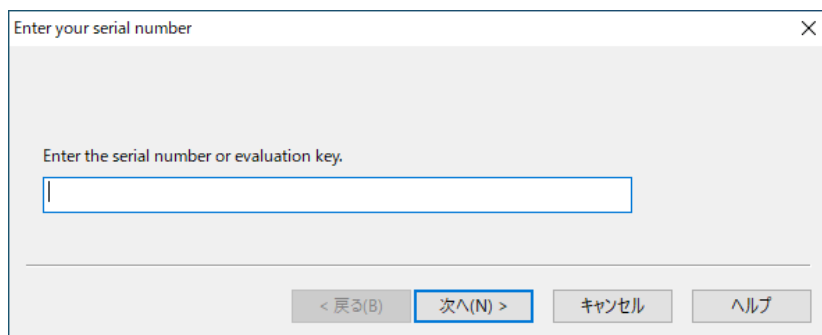 Enter your serial number
Enter the serial number or evaluation key.
< 戻る(B)
次へ(N) >
キャンセル
ヘルプ